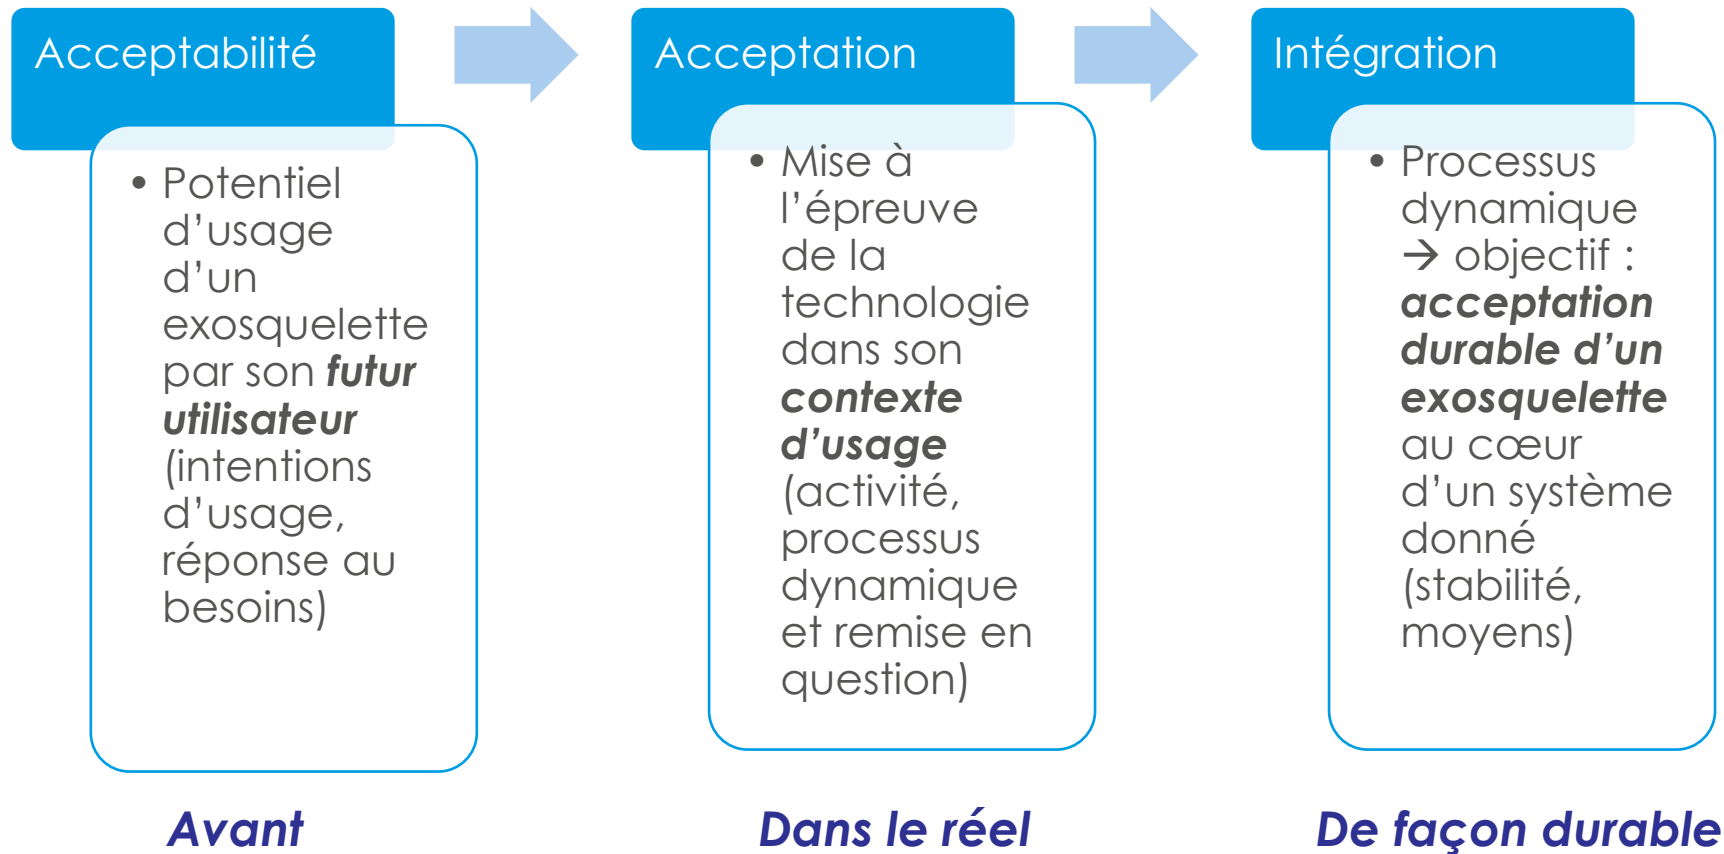 Acceptabilité
• Potentiel
d’usage
d’un
exosquelette
par son futur
utilisateur
(intentions
d’usage,
réponse au
besoins)
Avant
Acceptation
• Mise à
l’épreuve
de la
technologie
dans son
contexte
d’usage
(activité,
processus
dynamique
et remise en
question)
Dans le réel
Intégration
• Processus
dynamique
→ objectif :
acceptation
durable d’un
exosquelette
au cœur
d’un système
donné
(stabilité,
moyens)
De façon durable